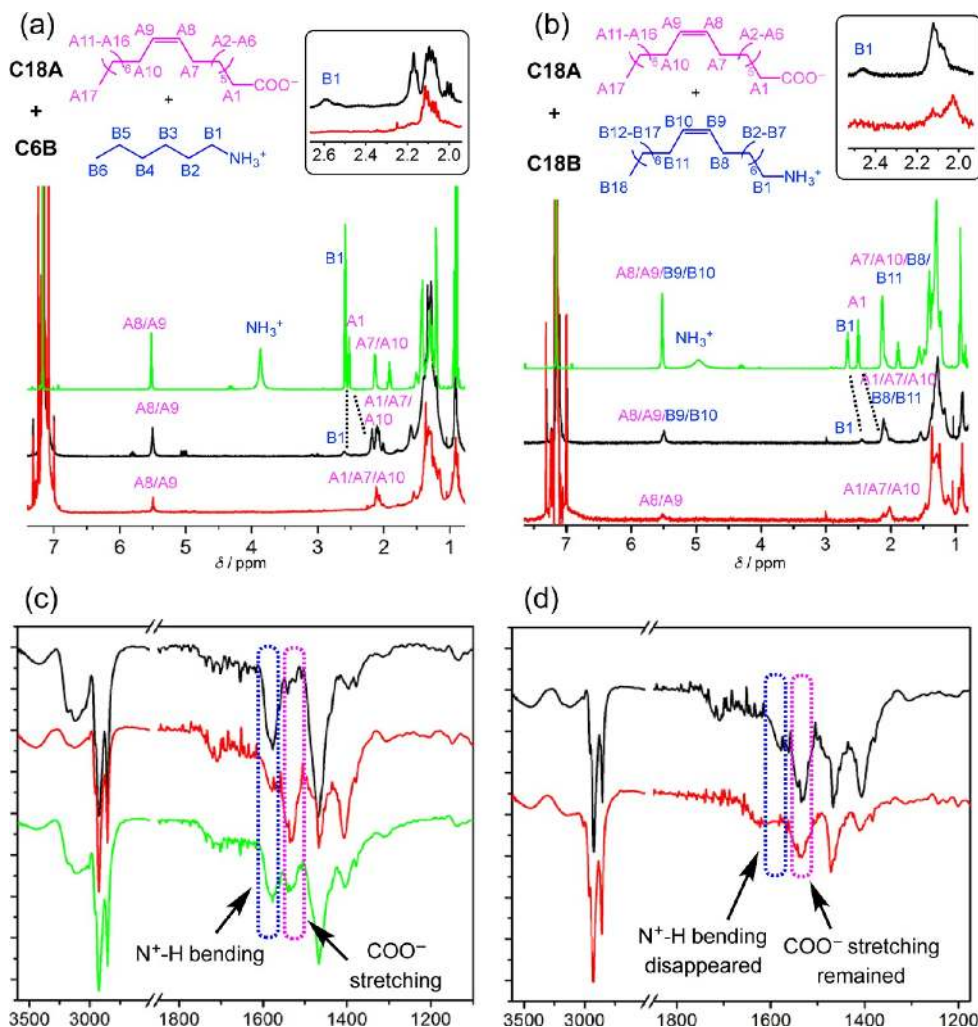 (a)
A9 A8
A11–A16 A2–A6
C18A
6 A10 A7 5 COO⁻
A17 A1
+ +
C6B
B5 B3 B1
NH₃⁺
B6 B4 B2
B1
2.6 2.4 2.2 2.0
B1
A8/A9
NH₃⁺
A1
A7/A10
A8/A9
A1/A7/
A10
B1
A8/A9
A1/A7/A10
7 6 5 4 3 2 1
δ / ppm
(b)
A9 A8
A11–A16 A2–A6
C18A
6 A10 A7 5 COO⁻
A17 A1
+ +
B10 B9
B12–B17 B2–B7
C18B
6 B11 B8 6 NH₃⁺
B18 B1
B1
2.5 2.0
A8/A9/B9/B10
NH₃⁺
A7/A10/B8/
B11
A1
B1
A8/A9/B9/B10
A1/A7/A10
B8/B11
B1
A8/A9
A1/A7/A10
7 6 5 4 3 2 1
δ / ppm
(c)
N⁺-H bending
COO⁻
stretching
3500 3000 1800 1600 1400 1200
(d)
N⁺-H bending
disappeared
COO⁻ stretching
remained
3500 3000 1800 1600 1400 1200